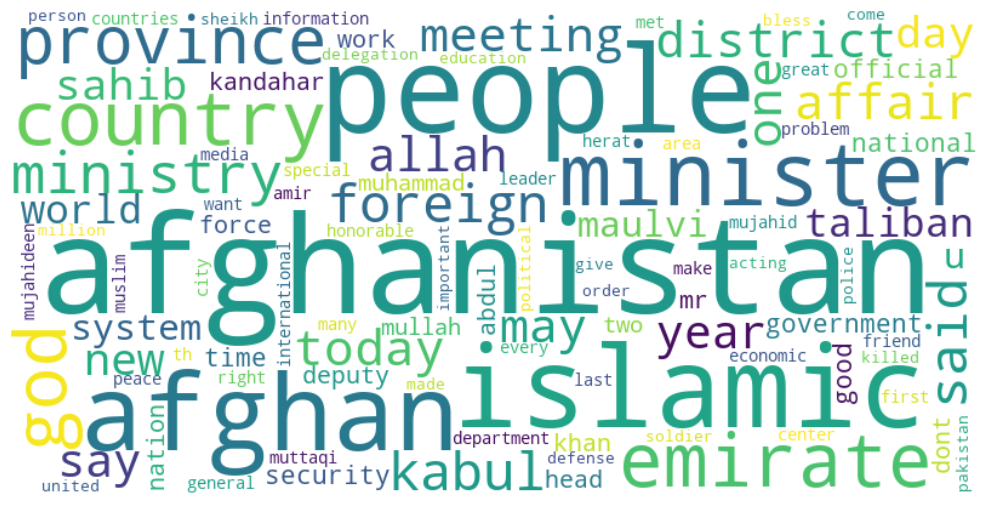 person countries sheikh information met bless come
province work meeting district day
delegation education great official
sahib kandahar people one affair
country problem national
ministry media special allah leader herat area minister
amir muhammad
world want foreign maulvi mujahid taliban
force honorable
mujahideen million muslim city afghanistan international important political give make acting police
order mr
god system many mullah abdul may two year government friend said u
new th time today every economic killed
peace right deputy made last good first
afghan islamic
nation department khan soldier center dont pakistan
say muttaqi security kabul defense head emirate
united general